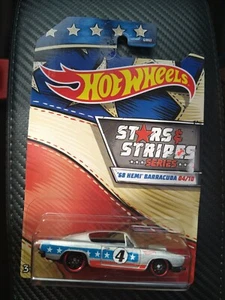 Hot Wheels
STARS &
STRIPES
SERIES
'68 HEMI BARRACUDA 04/10
4